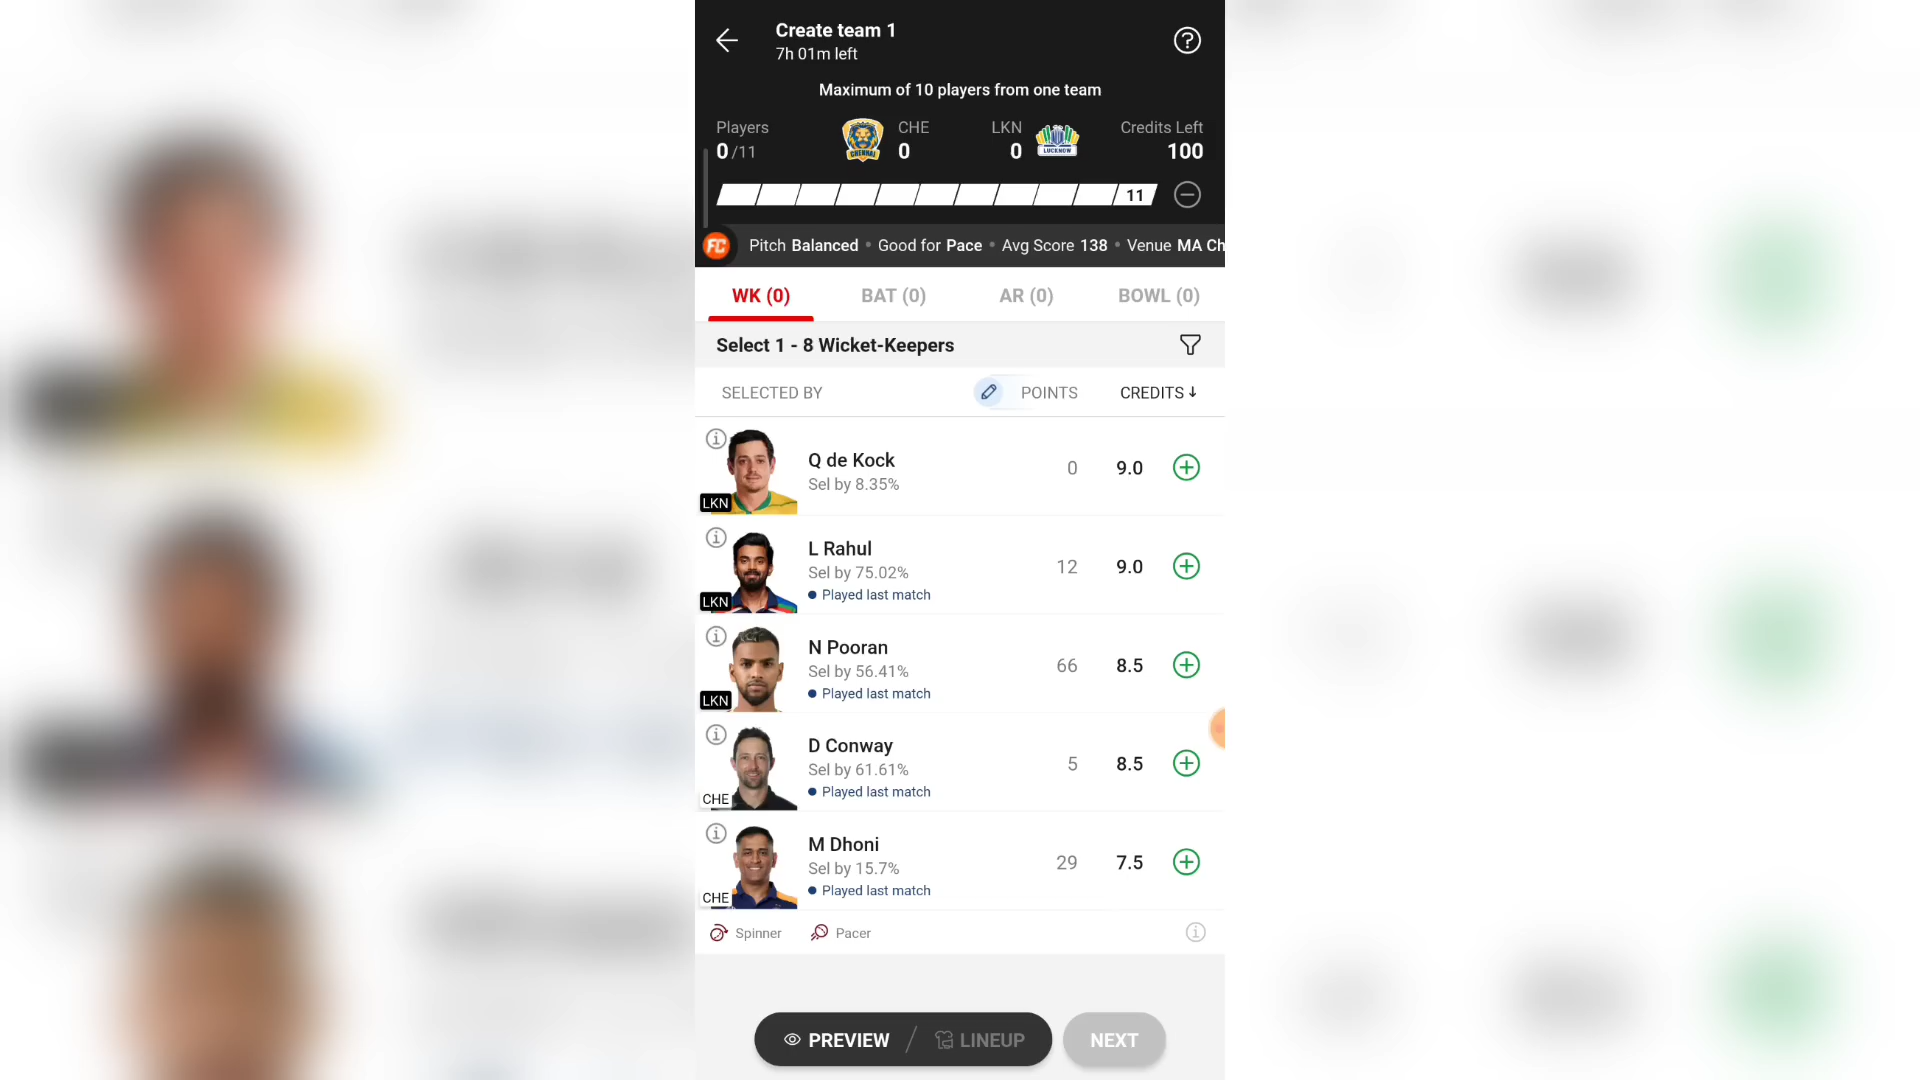 Create team 1
7h 01m left
Maximum of 10 players from one team
Players
0/11
CHENNAI
CHE
0
LKN
0
LUCKNOW
Credits Left
100
11
FC Pitch Balanced • Good for Pace • Avg Score 138 • Venue MA Ch
WK (0) BAT (0) AR (0) BOWL (0)
Select 1 - 8 Wicket-Keepers
SELECTED BY POINTS CREDITS↓
Q de Kock
Sel by 8.35%
LKN
0 9.0
L Rahul
Sel by 75.02%
Played last match
LKN
12 9.0
N Pooran
Sel by 56.41%
Played last match
LKN
66 8.5
D Conway
Sel by 61.61%
Played last match
CHE
5 8.5
M Dhoni
Sel by 15.7%
Played last match
CHE
29 7.5
Spinner Pacer
PREVIEW / LINEUP NEXT